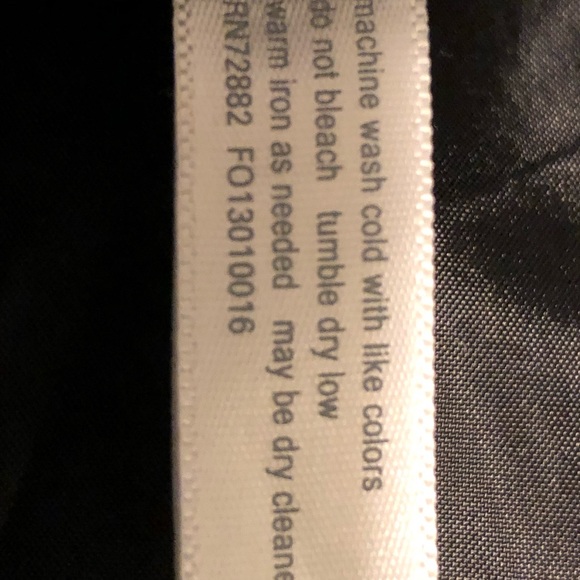 machine wash cold with like colors
do not bleach tumble dry low
warm iron as needed may be dry cleane
RN72882 FO13010016